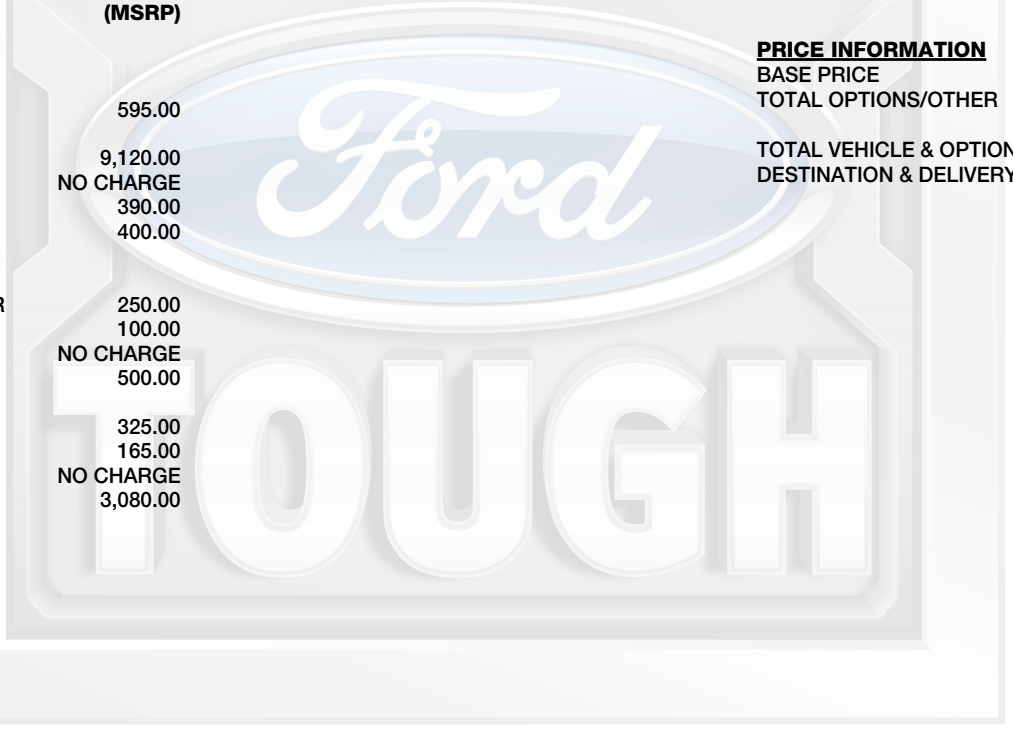 (MSRP)
595.00
9,120.00
NO CHARGE
390.00
400.00
R 250.00
100.00
NO CHARGE
500.00
325.00
165.00
NO CHARGE
3,080.00
PRICE INFORMATION
BASE PRICE
TOTAL OPTIONS/OTHER
TOTAL VEHICLE & OPTION
DESTINATION & DELIVERY
Ford
TOUGH